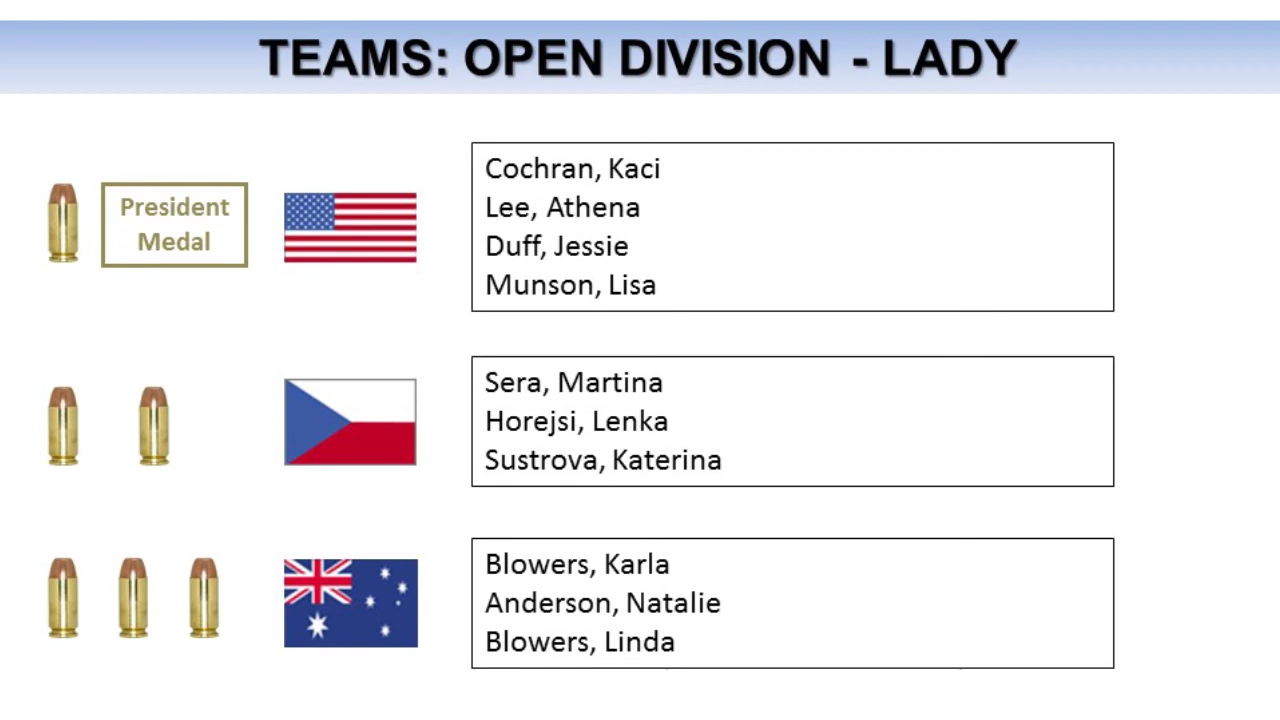 TEAMS: OPEN DIVISION - LADY
President
Medal
Cochran, Kaci
Lee, Athena
Duff, Jessie
Munson, Lisa
Sera, Martina
Horejsi, Lenka
Sustrova, Katerina
Blowers, Karla
Anderson, Natalie
Blowers, Linda